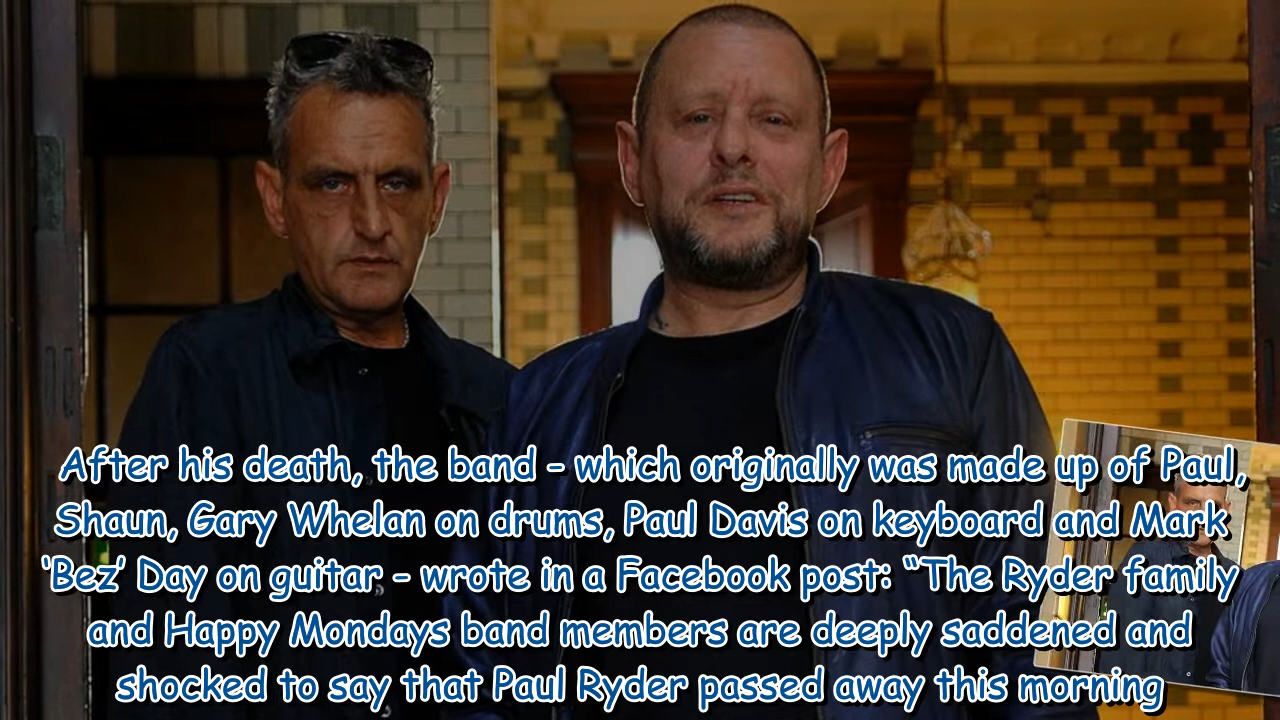 After his death, the band – which originally was made up of Paul,
Shaun, Gary Whelan on drums, Paul Davis on keyboard and Mark
‘Bez’ Day on guitar – wrote in a Facebook post: “The Ryder family
and Happy Mondays band members are deeply saddened and
shocked to say that Paul Ryder passed away this morning